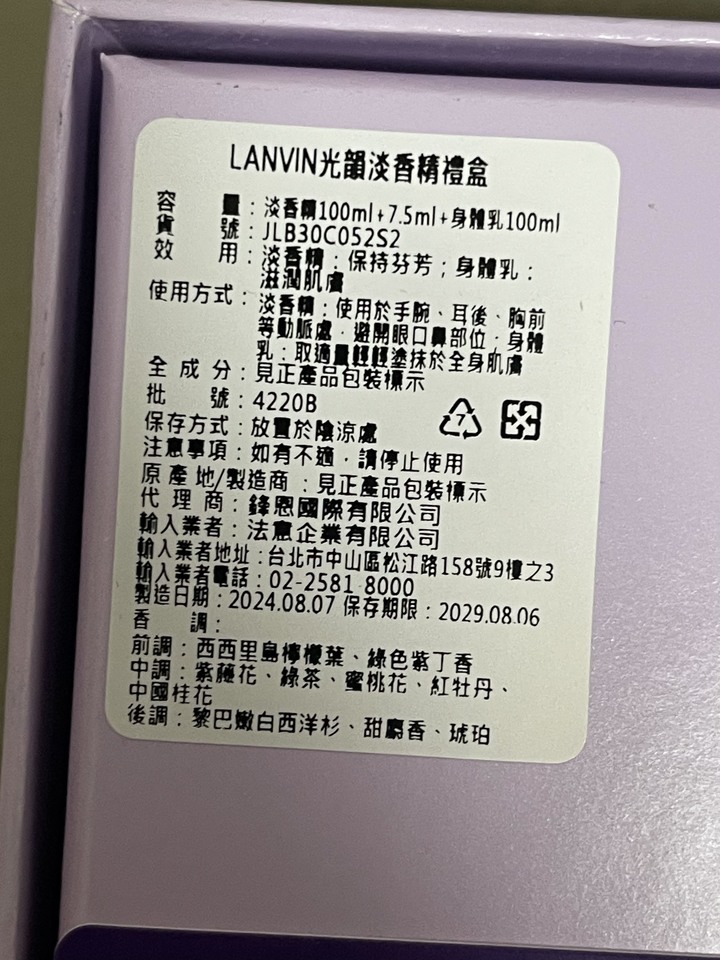 LANVIN光韻淡香精禮盒
容　　量：淡香精100ml+7.5ml+身體乳100ml
貨　　號：JLB30C052S2
效　　用：淡香精：保持芬芳；身體乳：
滋潤肌膚
使用方式：淡香精：使用於手腕、耳後、胸前
等動脈處，避開眼口鼻部位，身體
乳：取適量輕輕塗抹於全身肌膚
全 成 分：見正產品包裝標示
批　　號：4220B
7
保存方式：放置於陰涼處
注意事項：如有不適，請停止使用
原 產 地/製造商：見正產品包裝標示
代 理 商：鋒恩國際有限公司
輸入業者：法意企業有限公司
輸入業者地址：台北市中山區松江路158號9樓之3
輸入業者電話：02-2581 8000
製造日期：2024.08.07 保存期限：2029.08.06
香　　調：
前調：西西里島檸檬葉、綠色紫丁香
中調：紫藤花、綠茶、蜜桃花、紅牡丹、
中國桂花
後調：黎巴嫩白西洋杉、甜麝香、琥珀